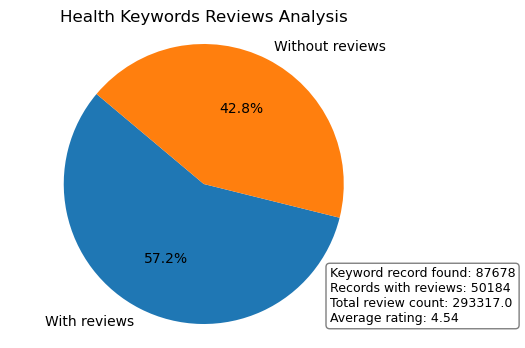 Health Keywords Reviews Analysis
Without reviews
42.8%
57.2%
With reviews
Keyword record found: 87678
Records with reviews: 50184
Total review count: 293317.0
Average rating: 4.54